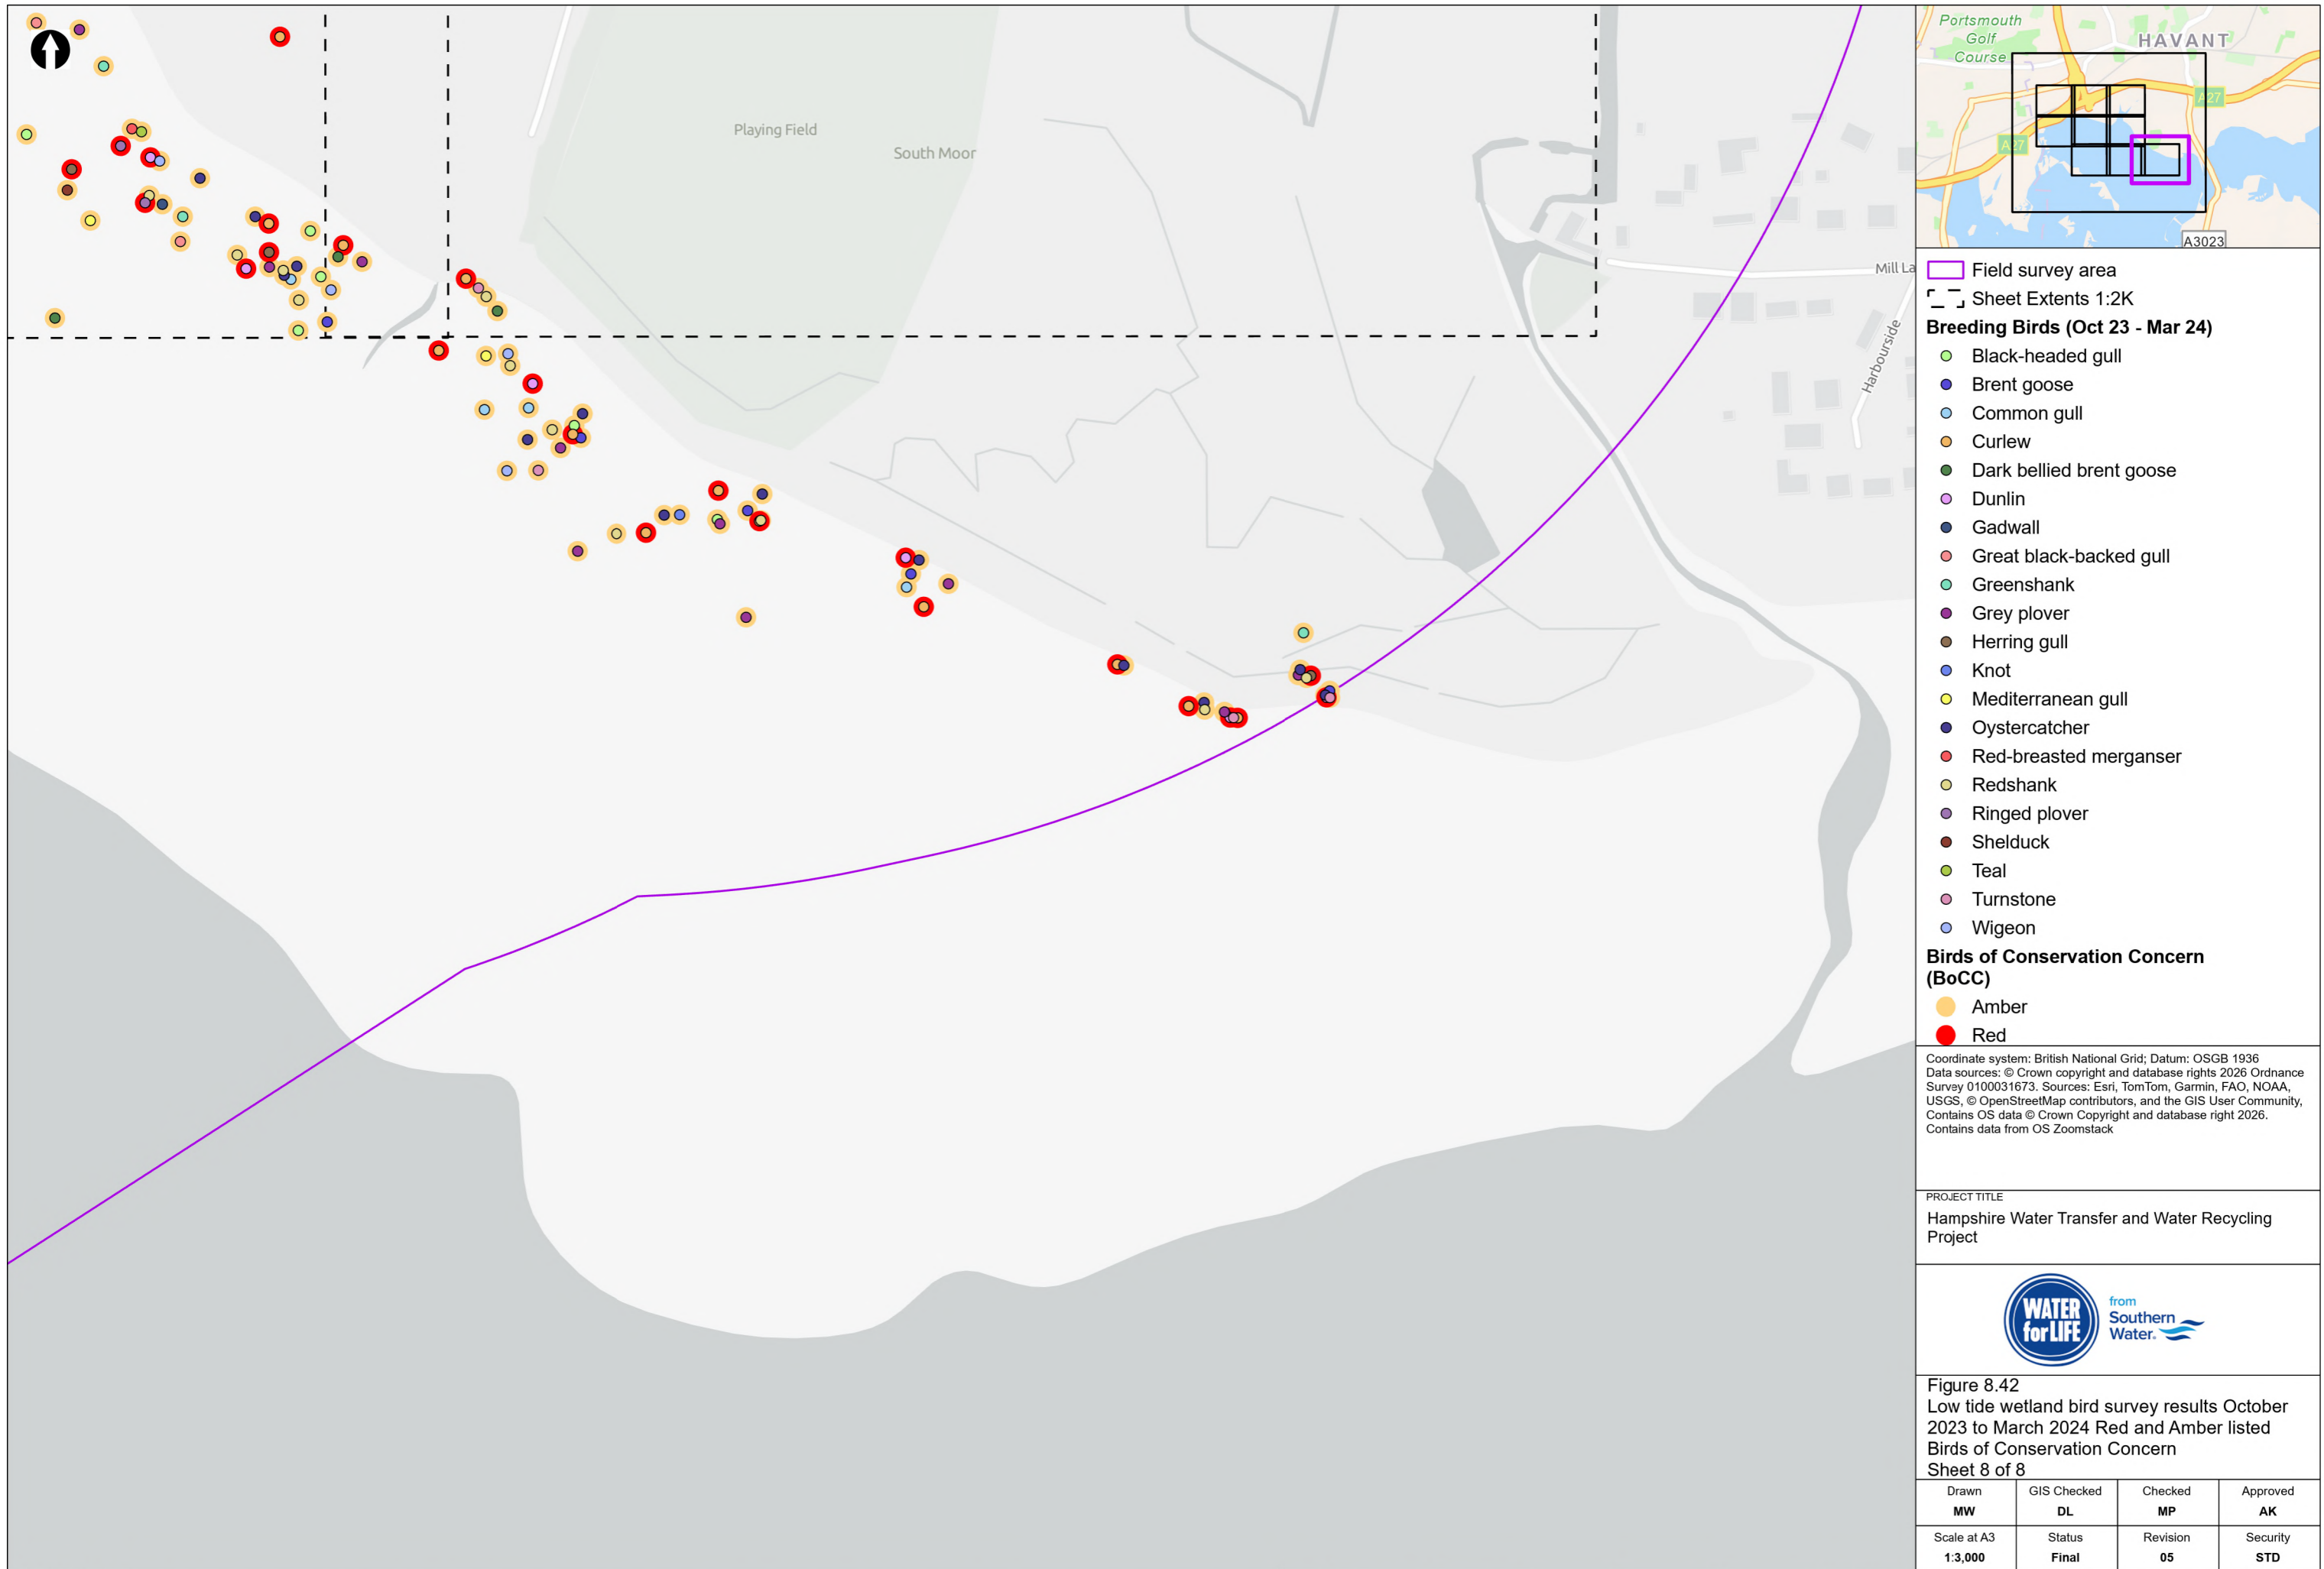 Playing Field
South Moor
Mill La
Harbourside
Portsmouth
Golf
Course
HAVANT
A27
A27
A3023
Field survey area
Sheet Extents 1:2K
Breeding Birds (Oct 23 - Mar 24)
Black-headed gull
Brent goose
Common gull
Curlew
Dark bellied brent goose
Dunlin
Gadwall
Great black-backed gull
Greenshank
Grey plover
Herring gull
Knot
Mediterranean gull
Oystercatcher
Red-breasted merganser
Redshank
Ringed plover
Shelduck
Teal
Turnstone
Wigeon
Birds of Conservation Concern
(BoCC)
Amber
Red
Coordinate system: British National Grid; Datum: OSGB 1936
Data sources: © Crown copyright and database rights 2026 Ordnance
Survey 0100031673. Sources: Esri, TomTom, Garmin, FAO, NOAA,
USGS, © OpenStreetMap contributors, and the GIS User Community,
Contains OS data © Crown Copyright and database right 2026.
Contains data from OS Zoomstack
PROJECT TITLE
Hampshire Water Transfer and Water Recycling
Project
WATER
for LIFE
from
Southern
Water.
Figure 8.42
Low tide wetland bird survey results October
2023 to March 2024 Red and Amber listed
Birds of Conservation Concern
Sheet 8 of 8
Drawn GIS Checked Checked Approved
MW DL MP AK
Scale at A3 Status Revision Security
1:3,000 Final 05 STD